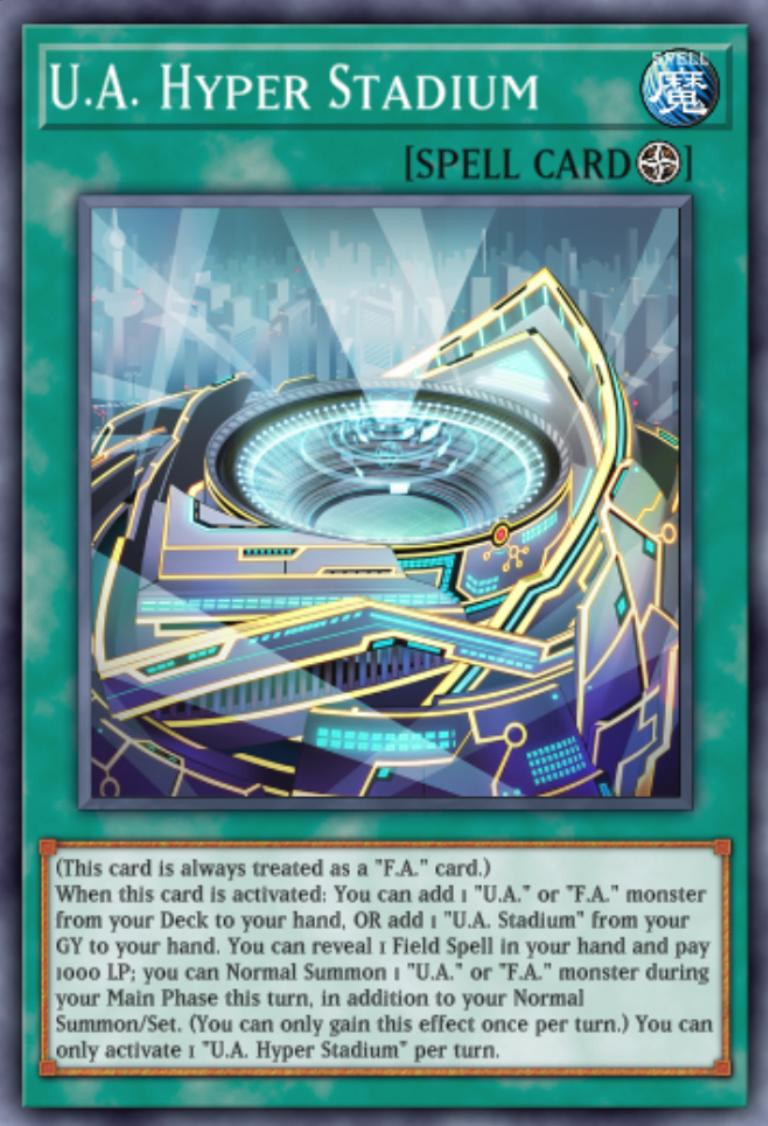 U.A. HYPER STADIUM
SPELL
魔
[SPELL CARD]
(This card is always treated as a "F.A." card.)
When this card is activated: You can add 1 "U.A." or "F.A." monster
from your Deck to your hand, OR add 1 "U.A. Stadium" from your
GY to your hand. You can reveal 1 Field Spell in your hand and pay
1000 LP; you can Normal Summon 1 "U.A." or "F.A." monster during
your Main Phase this turn, in addition to your Normal
Summon/Set. (You can only gain this effect once per turn.) You can
only activate 1 "U.A. Hyper Stadium" per turn.